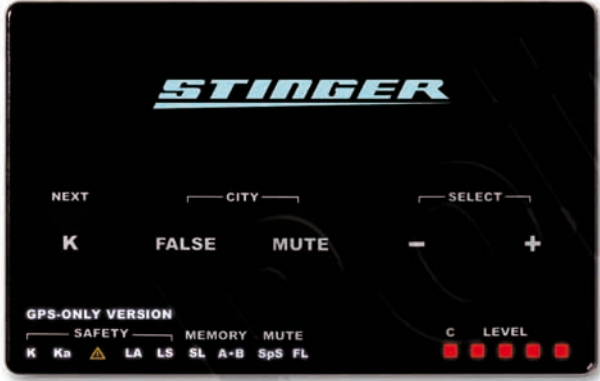 STINGER
NEXT CITY SELECT
K FALSE MUTE - +
GPS-ONLY VERSION
SAFETY MEMORY MUTE C LEVEL
K Ka LA LS SL A-B SpS FL